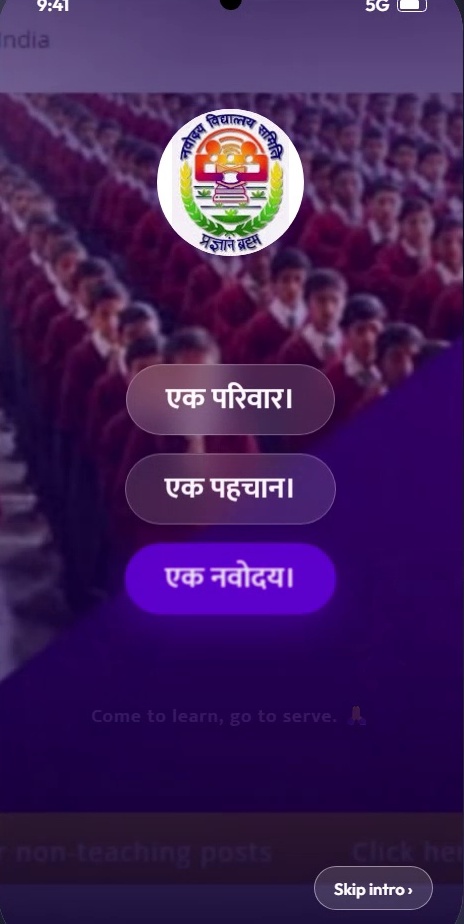 9:41
5G
India
नवोदय विद्यालय समिति
प्रज्ञानं ब्रह्म
एक परिवार।
एक पहचान।
एक नवोदय।
Come to learn, go to serve. 🙏
non-teaching posts
Click her
Skip intro ›